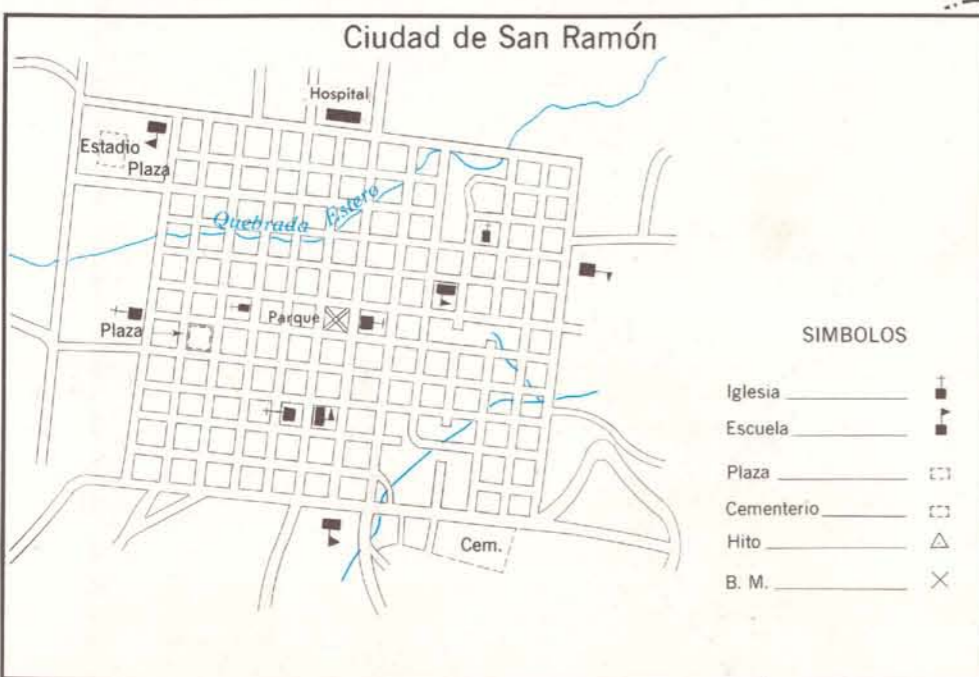 Ciudad de San Ramón
Hospital
Estadio
Plaza
Quebrada Estero
Parque
Plaza
Cem.
SIMBOLOS
Iglesia
Escuela
Plaza
Cementerio
Hito
B. M.